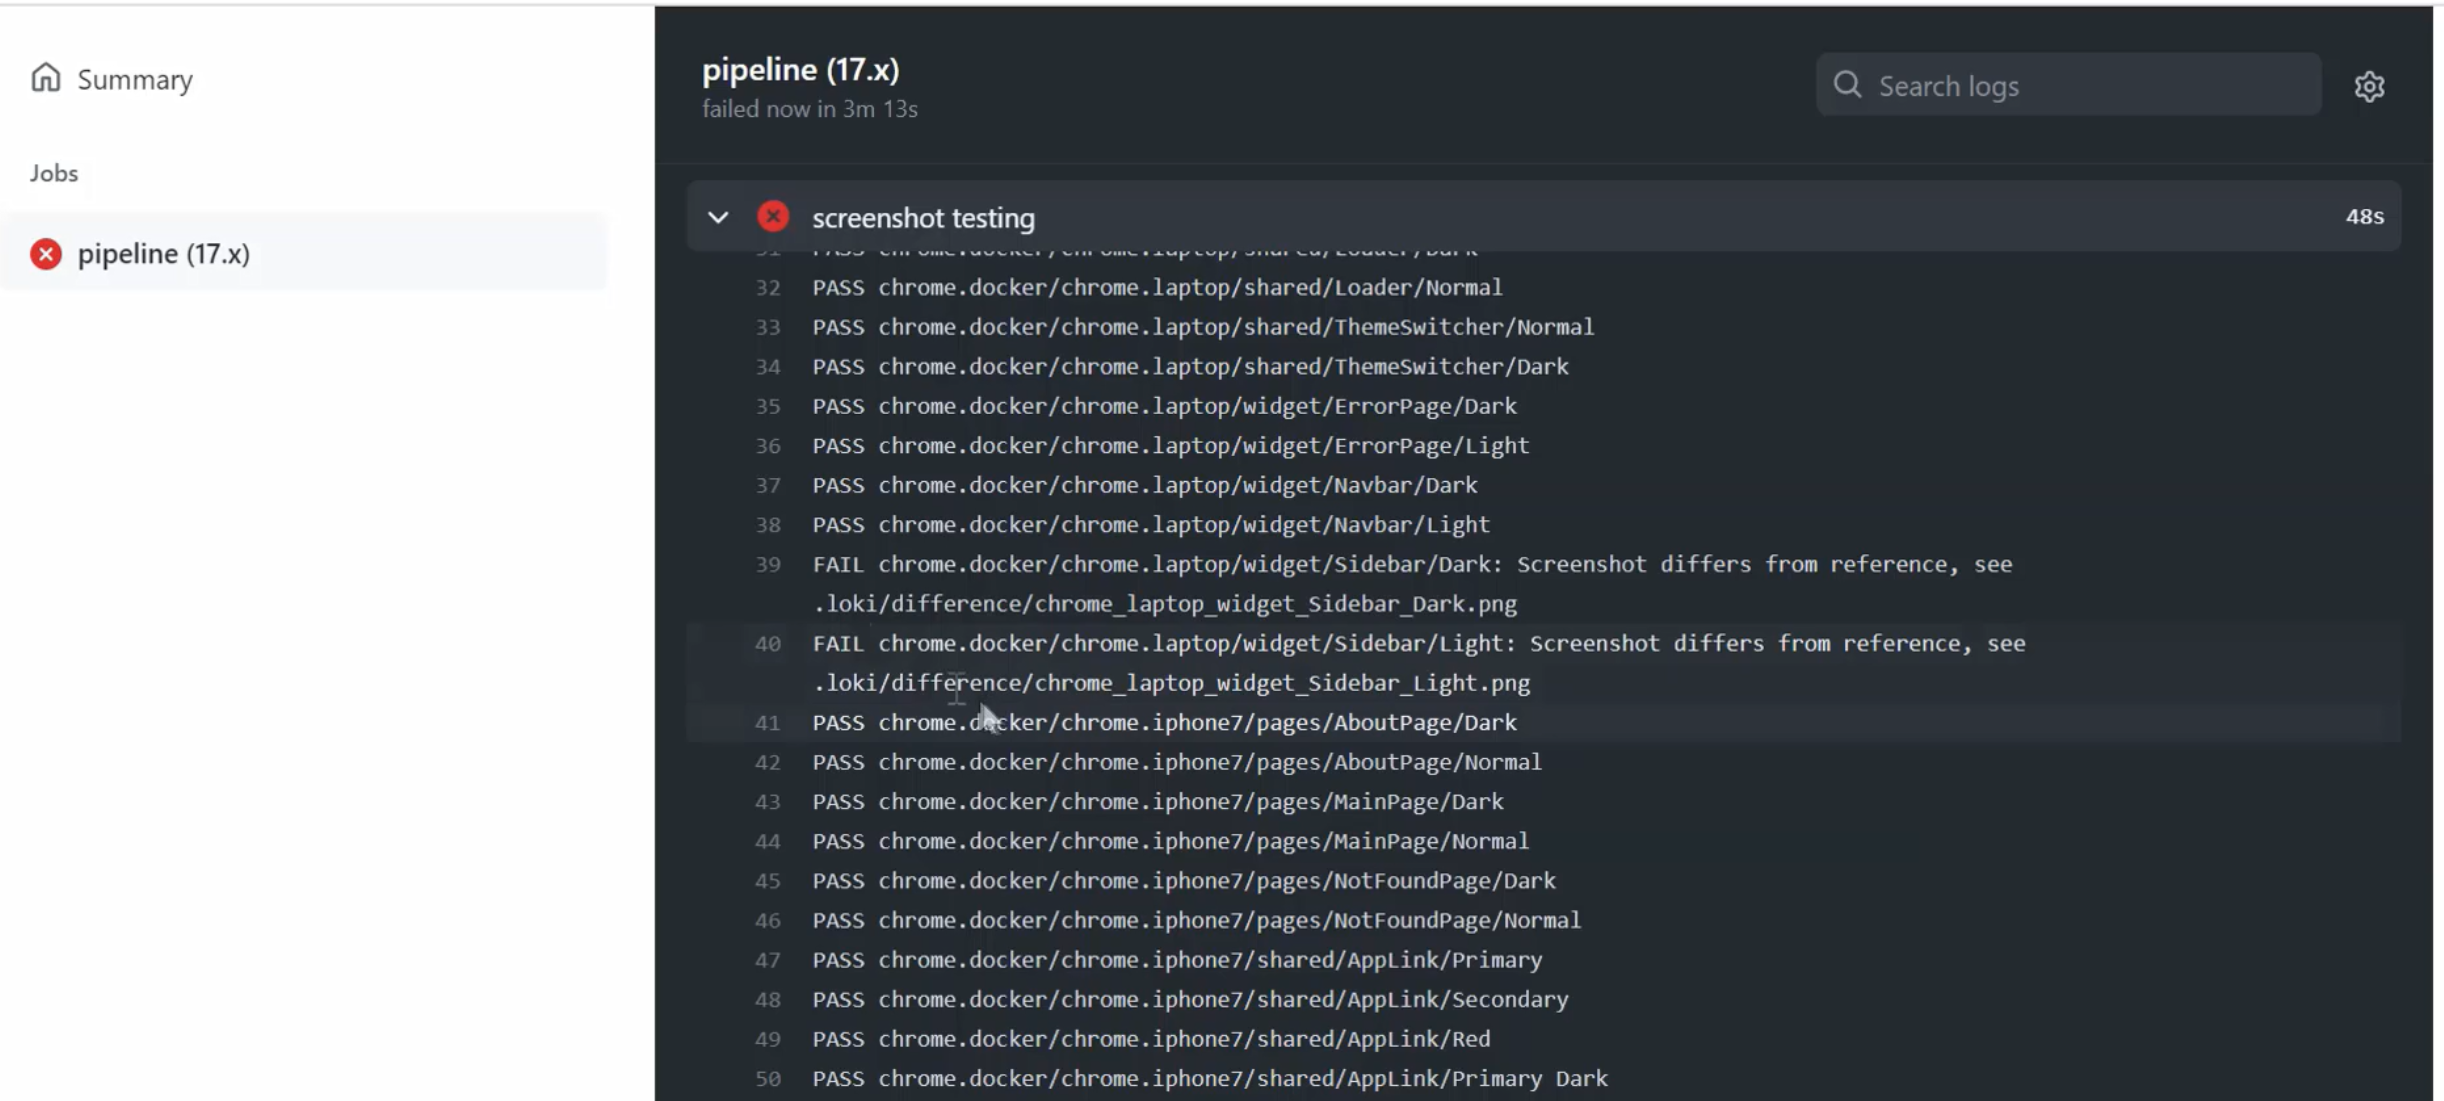 Summary
Jobs
pipeline (17.x)
pipeline (17.x)
failed now in 3m 13s
Search logs
screenshot testing
48s
31 PASS chrome.docker/chrome.laptop/shared/Loader/Dark
32 PASS chrome.docker/chrome.laptop/shared/Loader/Normal
33 PASS chrome.docker/chrome.laptop/shared/ThemeSwitcher/Normal
34 PASS chrome.docker/chrome.laptop/shared/ThemeSwitcher/Dark
35 PASS chrome.docker/chrome.laptop/widget/ErrorPage/Dark
36 PASS chrome.docker/chrome.laptop/widget/ErrorPage/Light
37 PASS chrome.docker/chrome.laptop/widget/Navbar/Dark
38 PASS chrome.docker/chrome.laptop/widget/Navbar/Light
39 FAIL chrome.docker/chrome.laptop/widget/Sidebar/Dark: Screenshot differs from reference, see
.loki/difference/chrome_laptop_widget_Sidebar_Dark.png
40 FAIL chrome.docker/chrome.laptop/widget/Sidebar/Light: Screenshot differs from reference, see
.loki/difference/chrome_laptop_widget_Sidebar_Light.png
41 PASS chrome.docker/chrome.iphone7/pages/AboutPage/Dark
42 PASS chrome.docker/chrome.iphone7/pages/AboutPage/Normal
43 PASS chrome.docker/chrome.iphone7/pages/MainPage/Dark
44 PASS chrome.docker/chrome.iphone7/pages/MainPage/Normal
45 PASS chrome.docker/chrome.iphone7/pages/NotFoundPage/Dark
46 PASS chrome.docker/chrome.iphone7/pages/NotFoundPage/Normal
47 PASS chrome.docker/chrome.iphone7/shared/AppLink/Primary
48 PASS chrome.docker/chrome.iphone7/shared/AppLink/Secondary
49 PASS chrome.docker/chrome.iphone7/shared/AppLink/Red
50 PASS chrome.docker/chrome.iphone7/shared/AppLink/Primary Dark